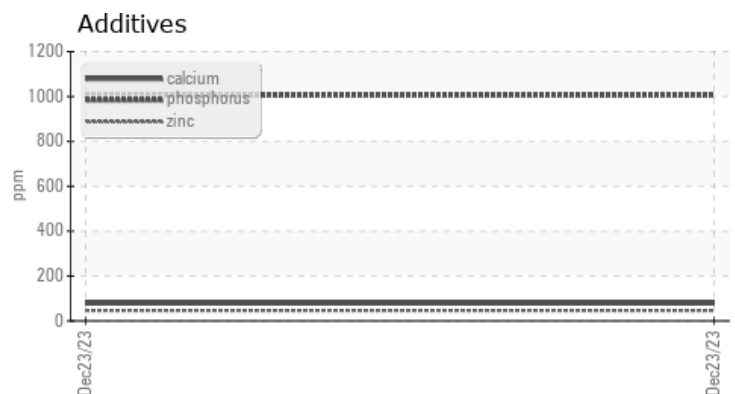 Additives
1200
1000
800
600
400
200
0
ppm
calcium
phosphorus
zinc
Dec23/23
Dec23/23